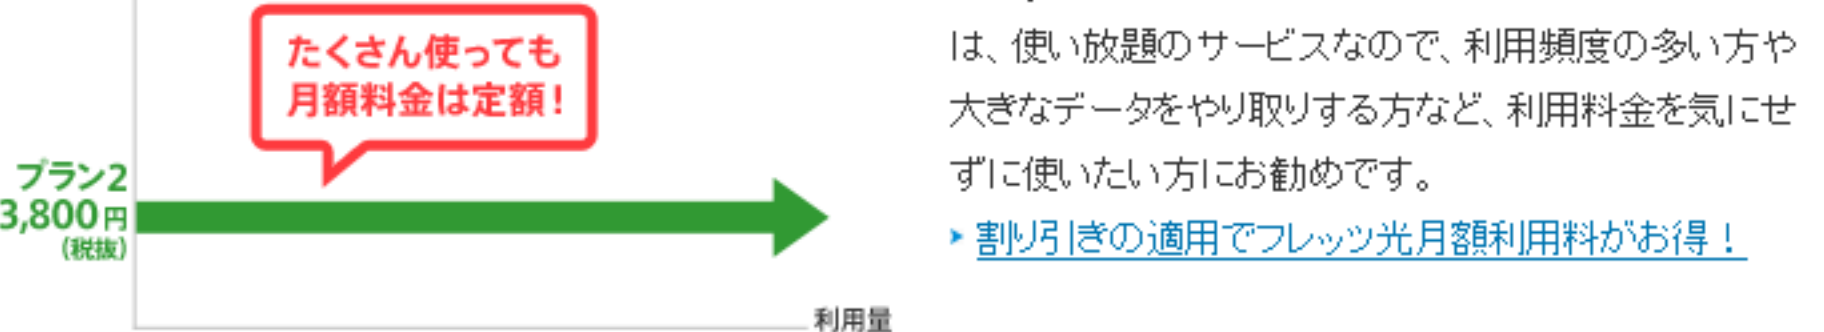 たくさん使っても
月額料金は定額！
プラン2
3,800円
（税抜）
利用量
は、使い放題のサービスなので、利用頻度の多い方や
大きなデータをやり取りする方など、利用料金を気にせ
ずに使いたい方にお勧めです。
割り引きの適用でフレッツ光月額利用料がお得！